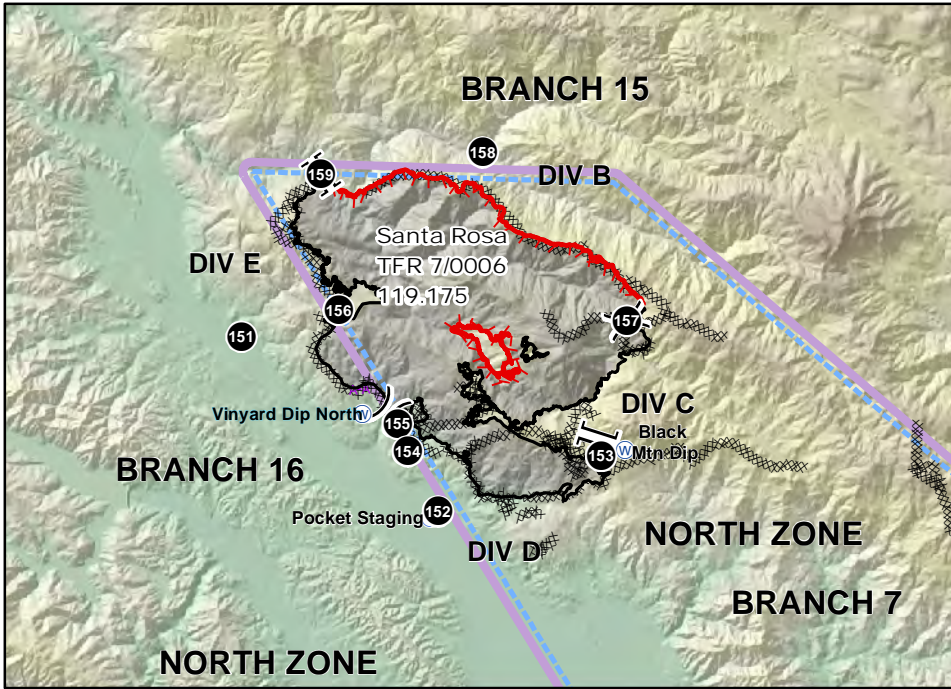 BRANCH 15
158
159
DIV B
Santa Rosa
TFR 7/0006
119.175
DIV E
156
157
151
DIV C
Vinyard Dip North
W
155
Black
Mtn Dip
W
154
153
BRANCH 16
Pocket Staging
152
NORTH ZONE
DIV D
BRANCH 7
NORTH ZONE